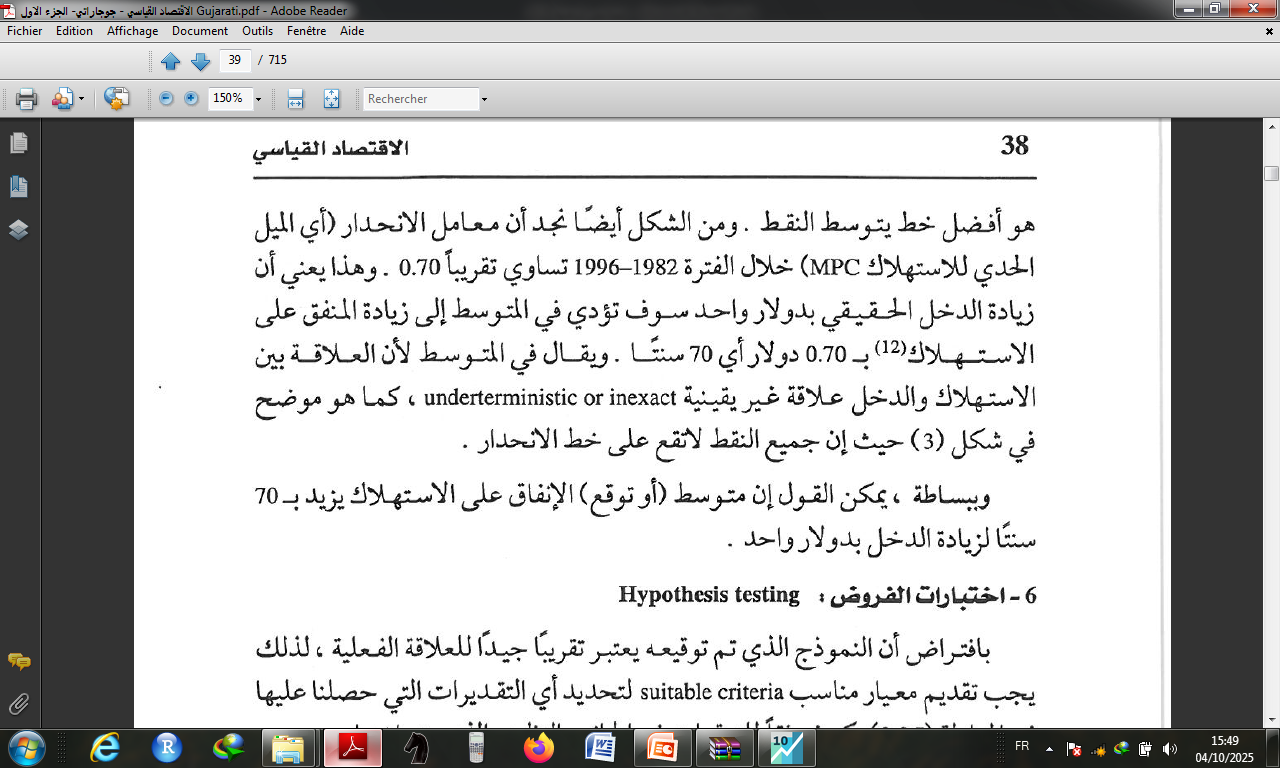 الاقتصاد القياسي - جوجاراتي- الجزء الاول Gujarati.pdf - Adobe Reader
Fichier Edition Affichage Document Outils Fenêtre Aide
39 / 715
150% Rechercher
38 الاقتصاد القياسي
هو أفضل خط يتوسط النقط . ومن الشكل أيضًا نجد أن معامل الانحدار (أي الميل
الحدي للاستهلاك MPC) خلال الفترة 1982–1996 تساوي تقريباً 0.70 . وهذا يعني أن
زيادة الدخل الحقيقي بدولار واحد سوف تؤدي في المتوسط إلى زيادة المنفق على
الاستهلاك(12) بـ 0.70 دولار أي 70 سنتًا . ويقال في المتوسط لأن العلاقة بين
الاستهلاك والدخل علاقة غير يقينية underterministic or inexact ، كما هو موضح
في شكل (3) حيث إن جميع النقط لاتقع على خط الانحدار .
وببساطة ، يمكن القول إن متوسط (أو توقع) الإنفاق على الاستهلاك يزيد بـ 70
سنتًا لزيادة الدخل بدولار واحد .
6 - اختبارات الفروض : Hypothesis testing
بافتراض أن النموذج الذي تم توقيعه يعتبر تقريبًا جيدًا للعلاقة الفعلية ، لذلك
يجب تقديم معيار مناسب suitable criteria لتحديد أي التقديرات التي حصلنا عليها
10
FR 15:49
04/10/2025